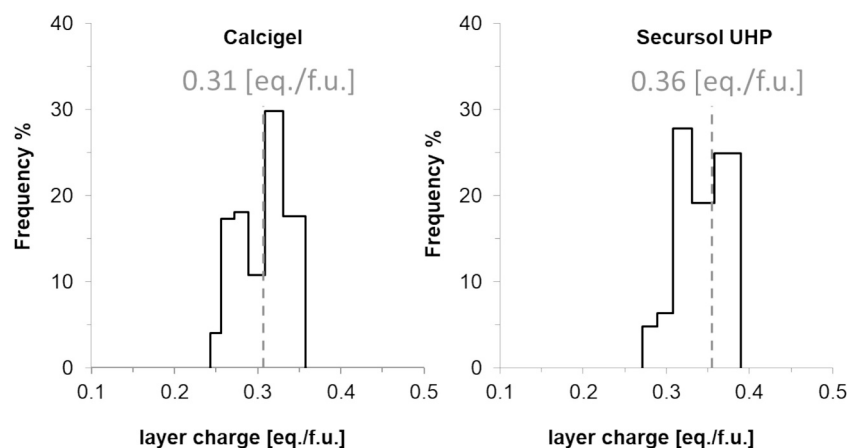 Calcigel
0.31 [eq./f.u.]
Frequency %
40
30
20
10
0
0.1 0.2 0.3 0.4 0.5
layer charge [eq./f.u.]
Secursol UHP
0.36 [eq./f.u.]
Frequency %
40
30
20
10
0
0.1 0.2 0.3 0.4 0.5
layer charge [eq./f.u.]